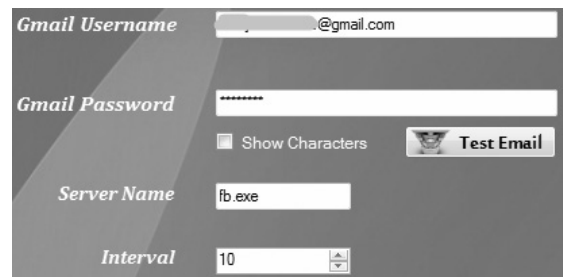 Gmail Username @gmail.com
Gmail Password ********
Show Characters Test Email
Server Name fb.exe
Interval 10